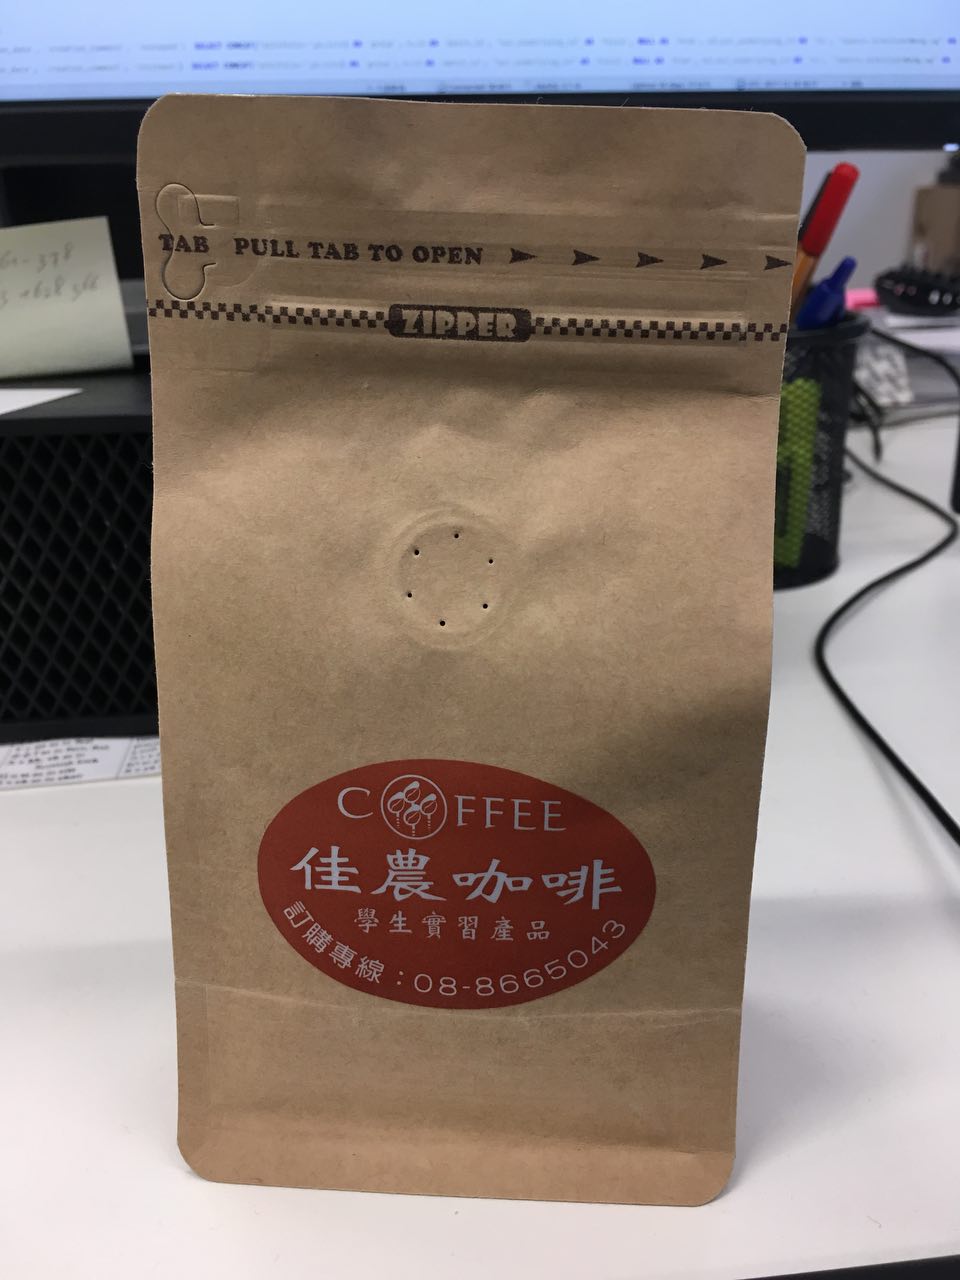 TAB PULL TAB TO OPEN
ZIPPER
COFFEE
佳農咖啡
學生實習產品
訂購專線：08-8665043